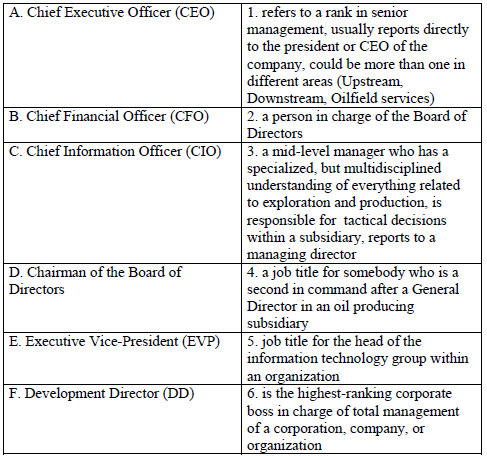 A. Chief Executive Officer (CEO)
1. refers to a rank in senior
management, usually reports directly
to the president or CEO of the
company, could be more than one in
different areas (Upstream,
Downstream, Oilfield services)
B. Chief Financial Officer (CFO)
2. a person in charge of the Board of
Directors
C. Chief Information Officer (CIO)
3. a mid-level manager who has a
specialized, but multidisciplined
understanding of everything related
to exploration and production, is
responsible for tactical decisions
within a subsidiary, reports to a
managing director
D. Chairman of the Board of
Directors
4. a job title for somebody who is a
second in command after a General
Director in an oil producing
subsidiary
E. Executive Vice-President (EVP)
5. job title for the head of the
information technology group within
an organization
F. Development Director (DD)
6. is the highest-ranking corporate
boss in charge of total management
of a corporation, company, or
organization